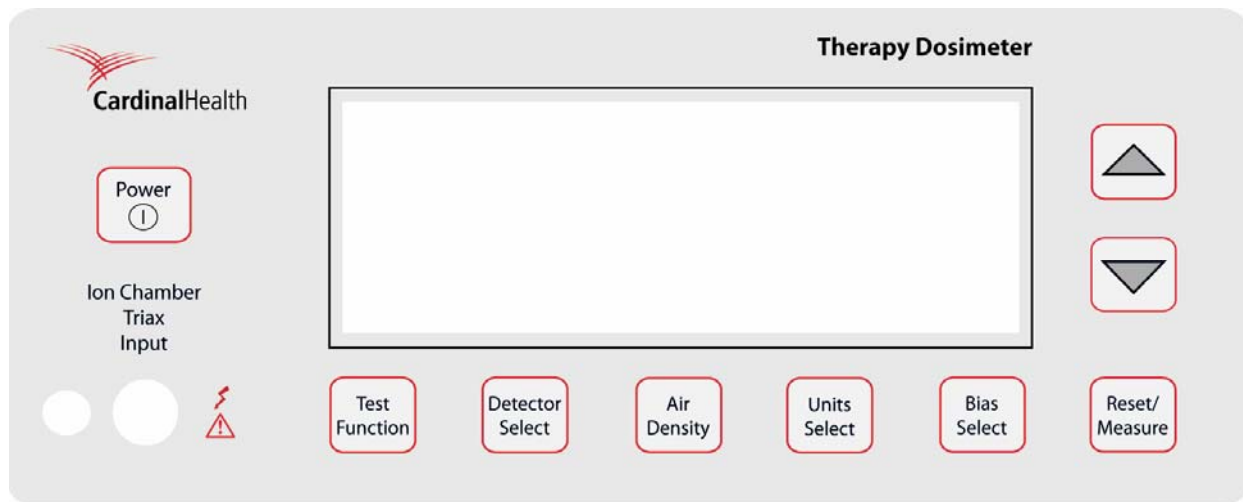 Therapy Dosimeter
CardinalHealth
Power
Ion Chamber
Triax
Input
Test
Function
Detector
Select
Air
Density
Units
Select
Bias
Select
Reset/
Measure